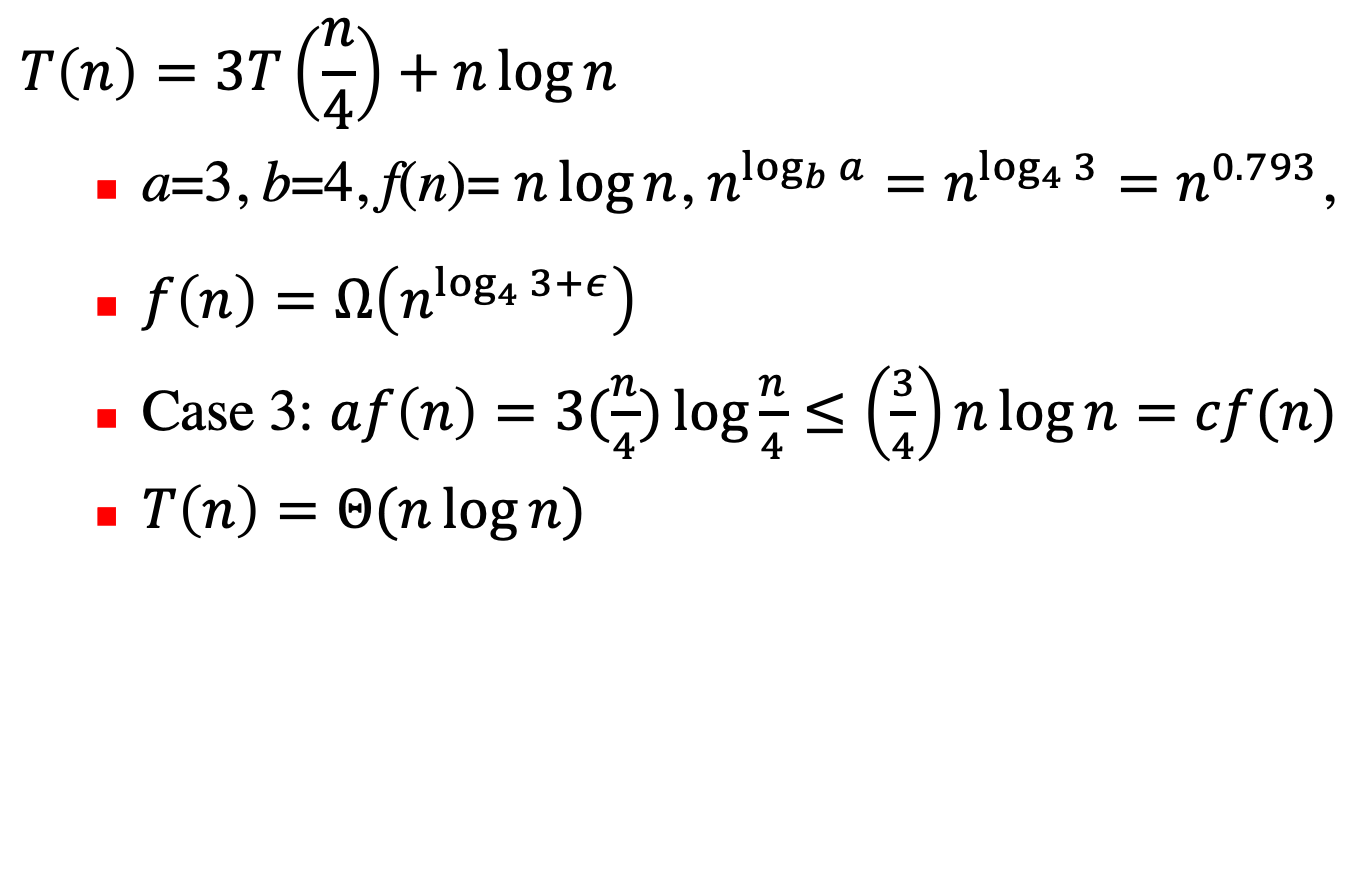 T(n) = 3T(n/4) + n log n
▪ a=3, b=4, f(n)= n log n, n^{log_b a} = n^{log_4 3} = n^{0.793},
▪ f(n) = Ω(n^{log_4 3+ϵ})
▪ Case 3: af(n) = 3(n/4) log n/4 ≤ (3/4) n log n = cf(n)
▪ T(n) = Θ(n log n)